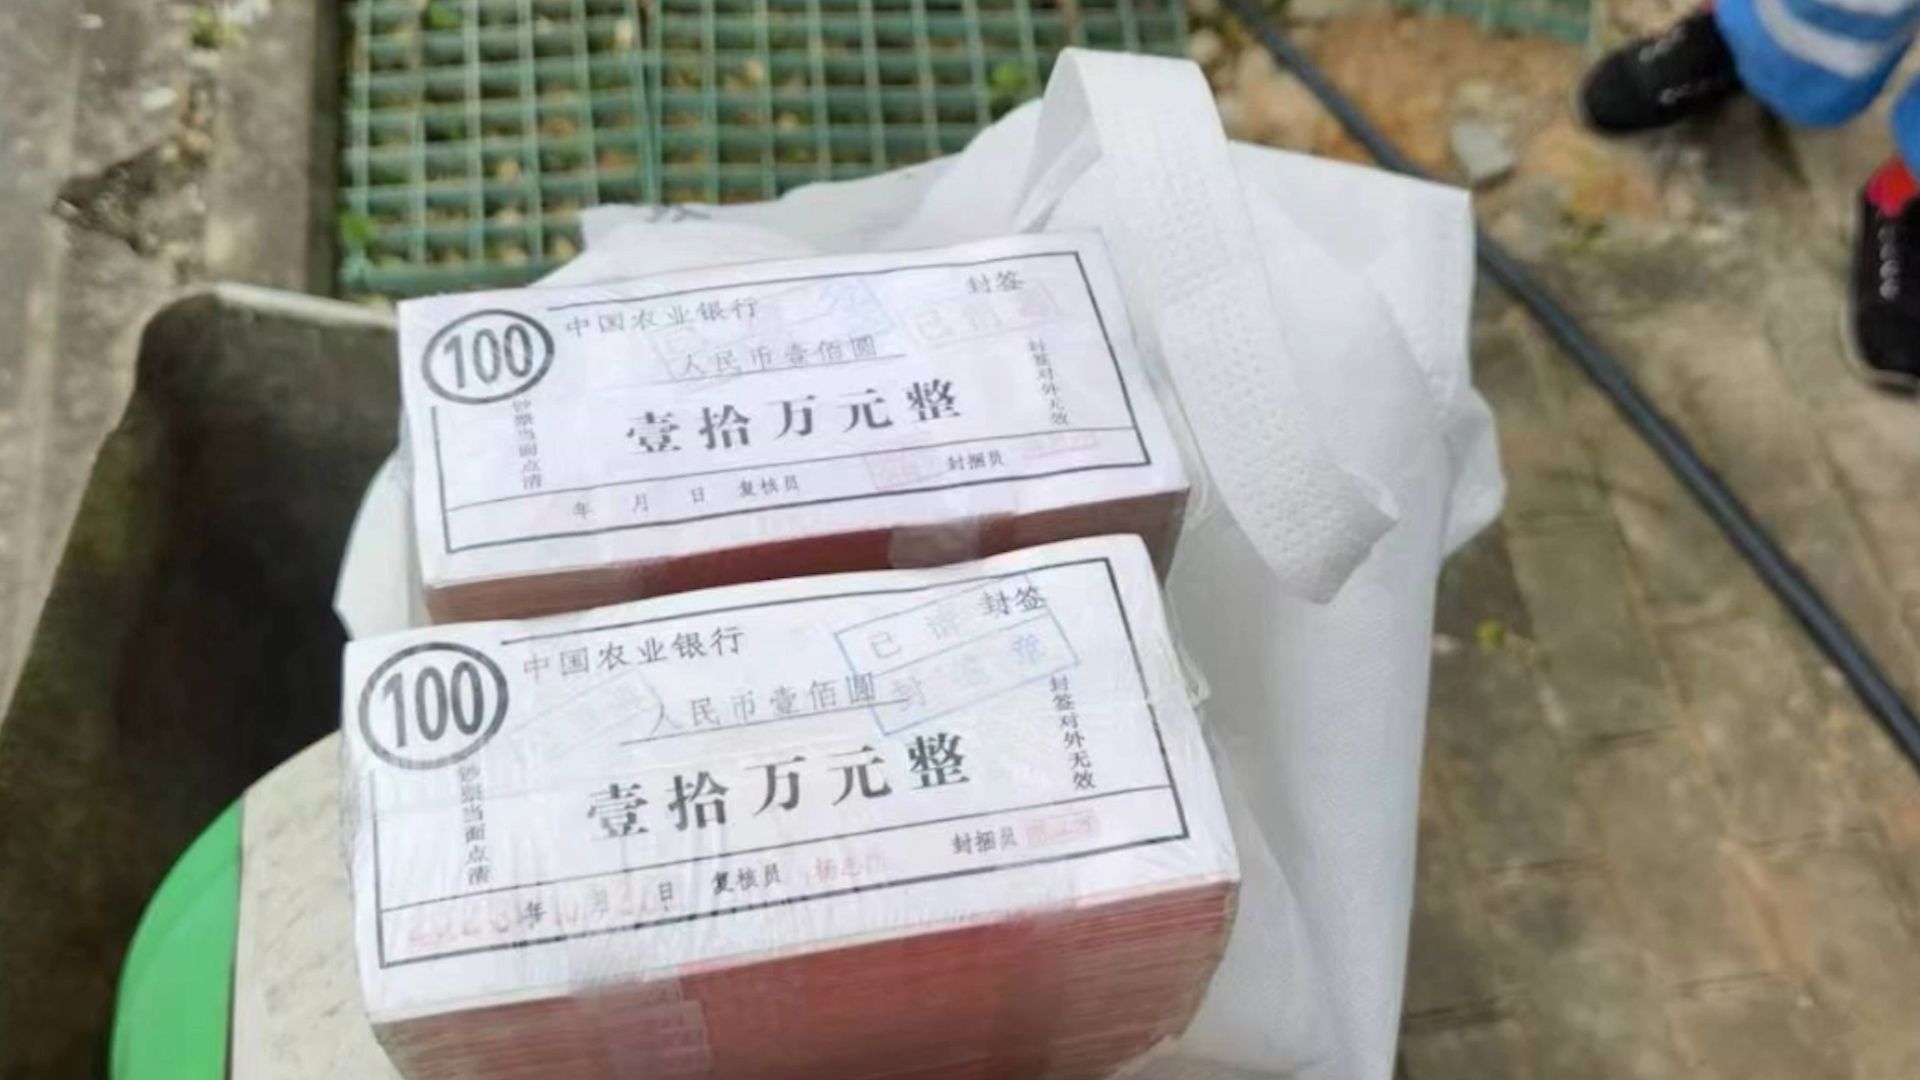 100
中国农业银行
封签
人民币壹佰圆
壹拾万元整
钞票当面点清
封签对外无效
年 月 日 复核员 封捆员
100
中国农业银行
封签
已清
人民币壹佰圆
壹拾万元整
钞票当面点清
封签对外无效
年 月 日 复核员 封捆员